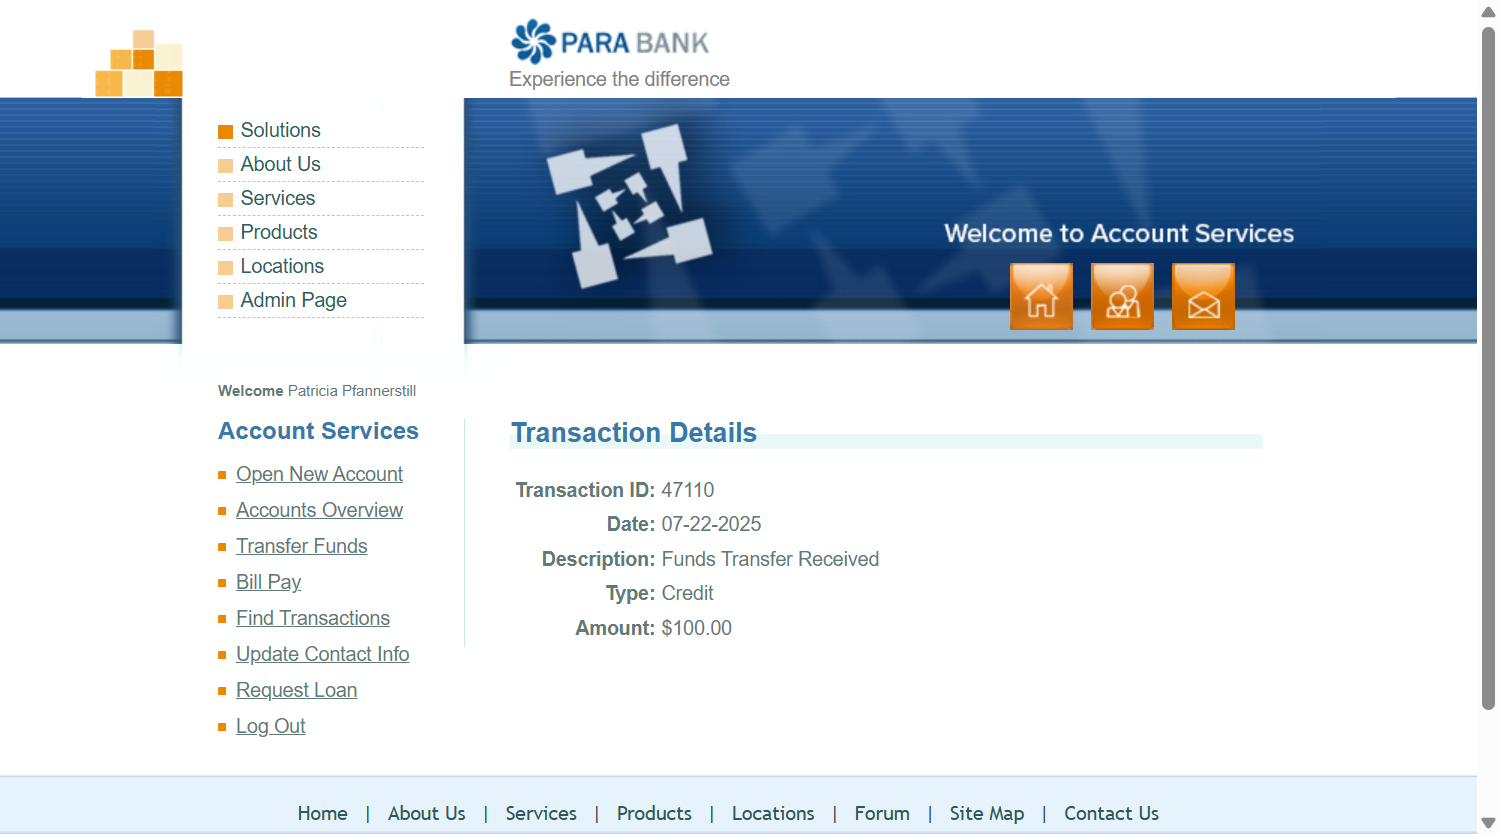 PARA BANK
Experience the difference
Solutions
About Us
Services
Products
Locations
Admin Page
Welcome to Account Services
Welcome Patricia Pfannerstill
Account Services
Open New Account
Accounts Overview
Transfer Funds
Bill Pay
Find Transactions
Update Contact Info
Request Loan
Log Out
Transaction Details
Transaction ID: 47110
Date: 07-22-2025
Description: Funds Transfer Received
Type: Credit
Amount: $100.00
Home | About Us | Services | Products | Locations | Forum | Site Map | Contact Us